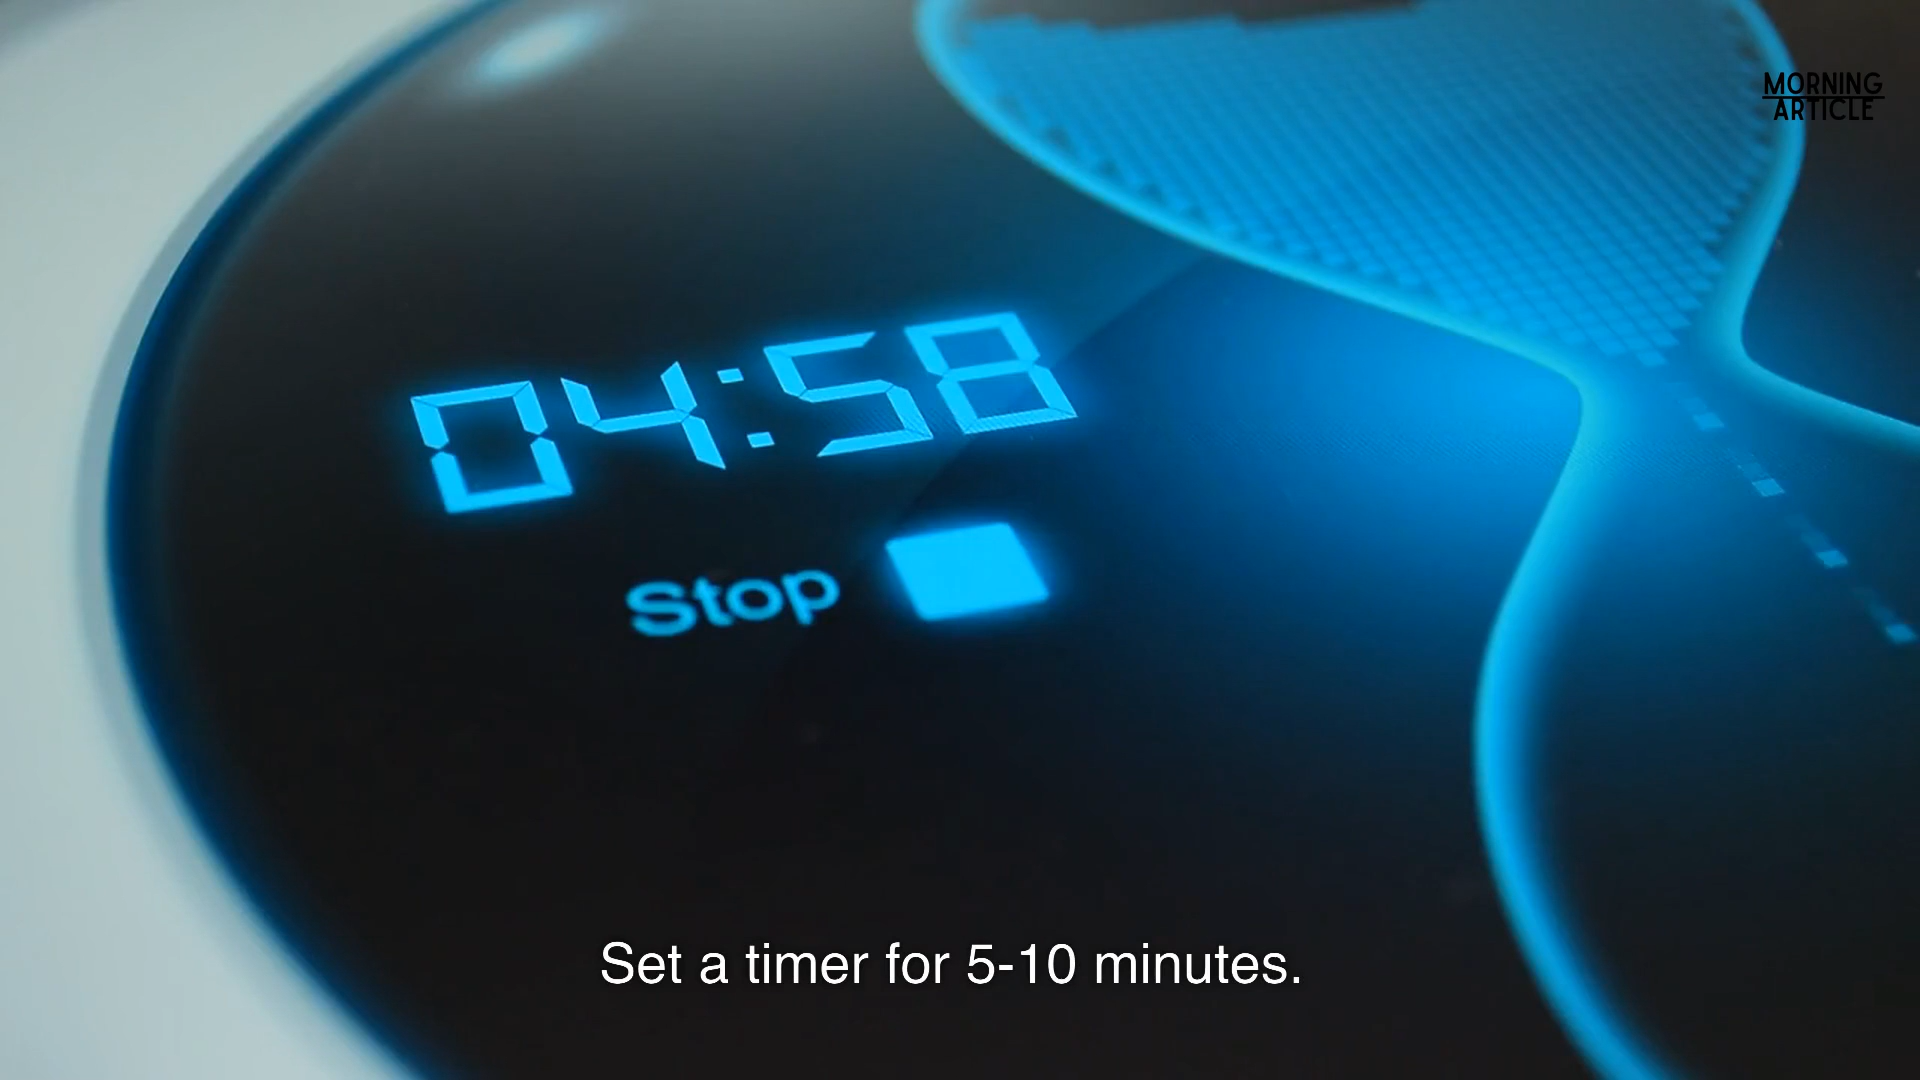 MORNING
ARTICLE
04:58
Stop
Set a timer for 5-10 minutes.